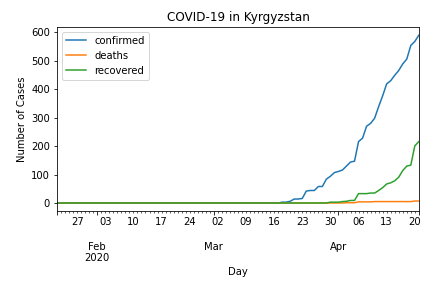 COVID-19 in Kyrgyzstan
confirmed
deaths
recovered
Number of Cases
600
500
400
300
200
100
0
27 03 10 17 24 02 09 16 23 30 06 13 20
Feb Mar Apr
2020
Day